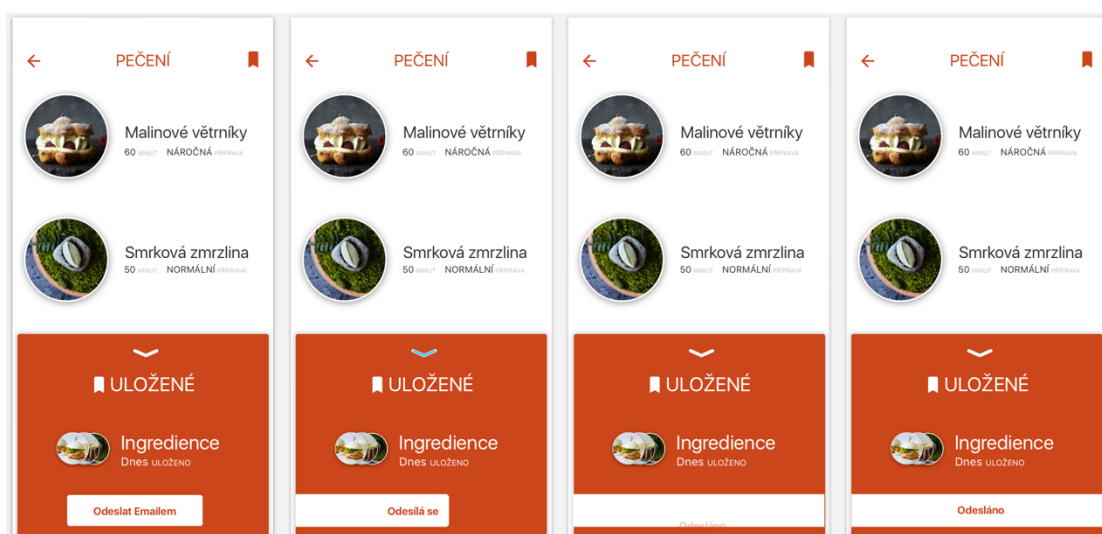 PEČENÍ
Malinové větrníky
60 MINUT NÁROČNÁ PŘÍPRAVA
Smrková zmrzlina
50 MINUT NORMÁLNÍ PŘÍPRAVA
ULOŽENÉ
Ingredience
Dnes ULOŽENO
Odeslat Emailem
PEČENÍ
Malinové větrníky
60 MINUT NÁROČNÁ PŘÍPRAVA
Smrková zmrzlina
50 MINUT NORMÁLNÍ PŘÍPRAVA
ULOŽENÉ
Ingredience
Dnes ULOŽENO
Odesílá se
PEČENÍ
Malinové větrníky
60 MINUT NÁROČNÁ PŘÍPRAVA
Smrková zmrzlina
50 MINUT NORMÁLNÍ PŘÍPRAVA
ULOŽENÉ
Ingredience
Dnes ULOŽENO
Odesláno
PEČENÍ
Malinové větrníky
60 MINUT NÁROČNÁ PŘÍPRAVA
Smrková zmrzlina
50 MINUT NORMÁLNÍ PŘÍPRAVA
ULOŽENÉ
Ingredience
Dnes ULOŽENO
Odesláno